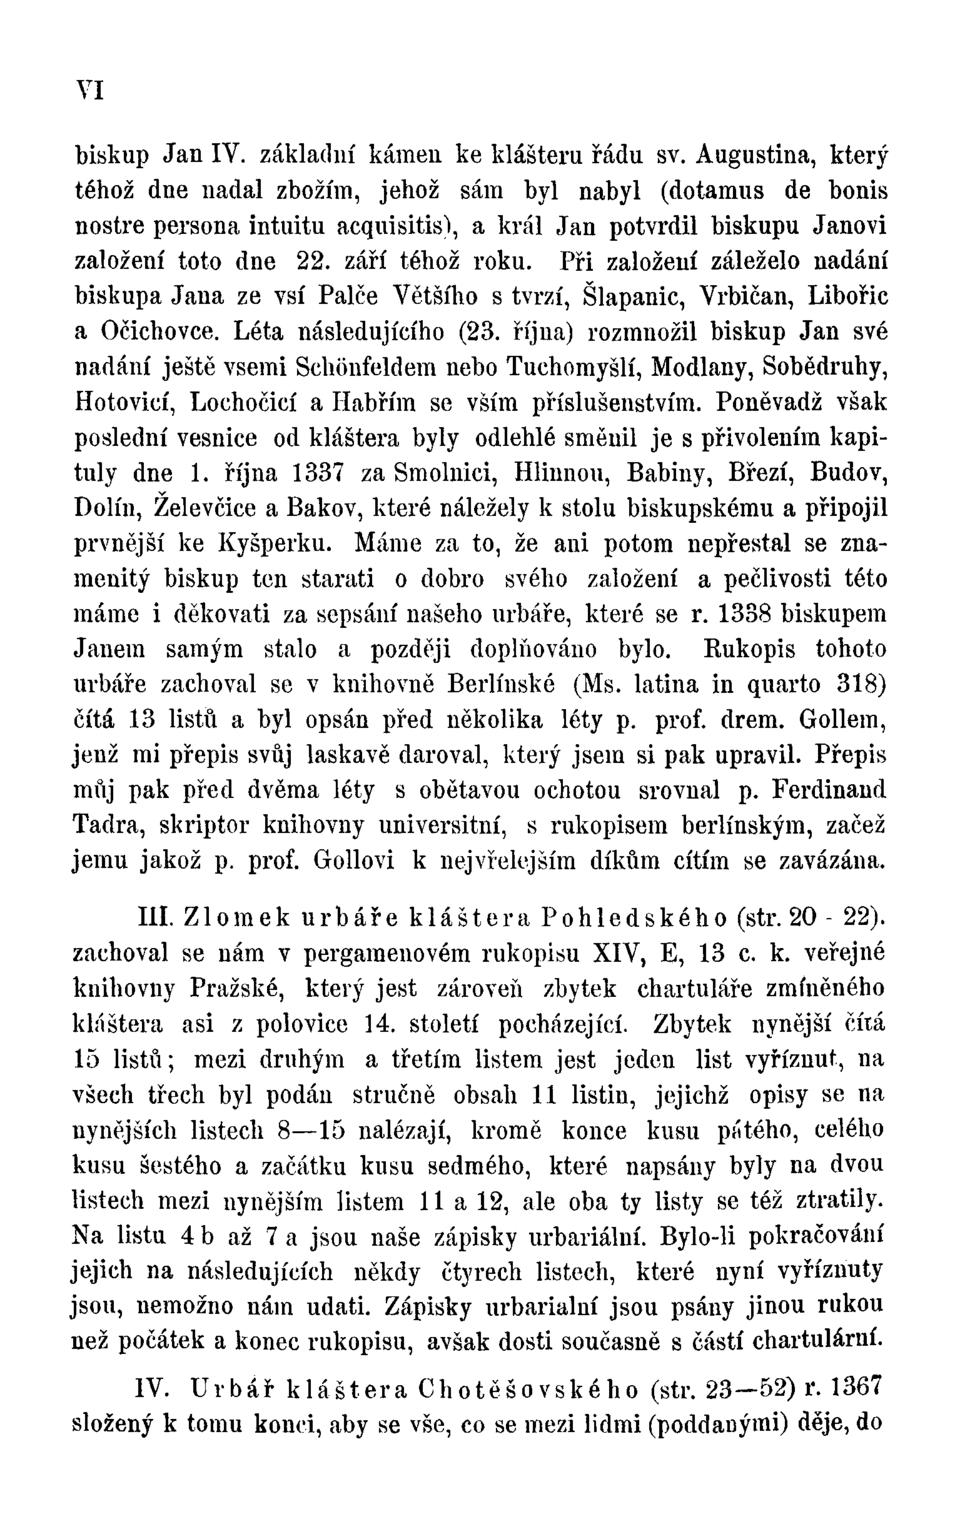 VI
biskup Jan IV. základní kámen ke klášteru řádu sv. Augustina, který
téhož dne nadal zbožím, jehož sám byl nabyl (dotamus de bonis
nostre persona intuitu acquisitis), a král Jan potvrdil biskupu Janovi
založení toto dne 22. září téhož roku. Při založení záleželo nadání
biskupa Jana ze vsí Palče Většího s tvrzí, Šlapanic, Vrbičan, Libořic
a Očichovce. Léta následujícího (23. října) rozmnožil biskup Jan své
nadání ještě vsemi Schönfeldem nebo Tuchomyšlí, Modlany, Sobědruhy,
Hotovicí, Lochočicí a Habřím se vším příslušenstvím. Poněvadž však
poslední vesnice od kláštera byly odlehlé směnil je s přivolením kapi-
tuly dne 1. října 1337 za Smolnici, Hlinnou, Babiny, Březí, Budov,
Dolín, Želevčice a Bakov, které náležely k stolu biskupskému a připojil
prvnější ke Kyšperku. Máme za to, že ani potom nepřestal se zna-
menitý biskup ten starati o dobro svého založení a pečlivosti této
máme i děkovati za sepsání našeho urbáře, které se r. 1338 biskupem
Janem samým stalo a později doplňováno bylo. Rukopis tohoto
urbáře zachoval se v knihovně Berlínské (Ms. latina in quarto 318)
čítá 13 listů a byl opsán před několika léty p. prof. drem. Gollem,
jenž mi přepis svůj laskavě daroval, který jsem si pak upravil. Přepis
můj pak před dvěma léty s obětavou ochotou srovnal p. Ferdinand
Tadra, skriptor knihovny universitní, s rukopisem berlínským, začež
jemu jakož p. prof. Gollovi k nejvřelejším díkům cítím se zavázána.
III. Zlomek urbáře kláštera Pohledského (str. 20 - 22).
zachoval se nám v pergamenovém rukopisu XIV, E, 13 c. k. veřejné
knihovny Pražské, který jest zároveň zbytek chartuláře zmíněného
kláštera asi z polovice 14. století pocházející. Zbytek nynější čítá
15 listů; mezi druhým a třetím listem jest jeden list vyříznut, na
všech třech byl podán stručně obsah 11 listin, jejichž opisy se na
nynějších listech 8—15 nalézají, kromě konce kusu pátého, celého
kusu šestého a začátku kusu sedmého, které napsány byly na dvou
listech mezi nynějším listem 11 a 12, ale oba ty listy se též ztratily.
Na listu 4 b až 7 a jsou naše zápisky urbariální. Bylo-li pokračování
jejich na následujících někdy čtyrech listech, které nyní vyříznuty
jsou, nemožno nám udati. Zápisky urbarialní jsou psány jinou rukou
než počátek a konec rukopisu, avšak dosti současně s částí chartulární.
IV. Urbář kláštera Chotěšovského (str. 23—52) r. 1367
složený k tomu konci, aby se vše, co se mezi lidmi (poddanými) děje, do